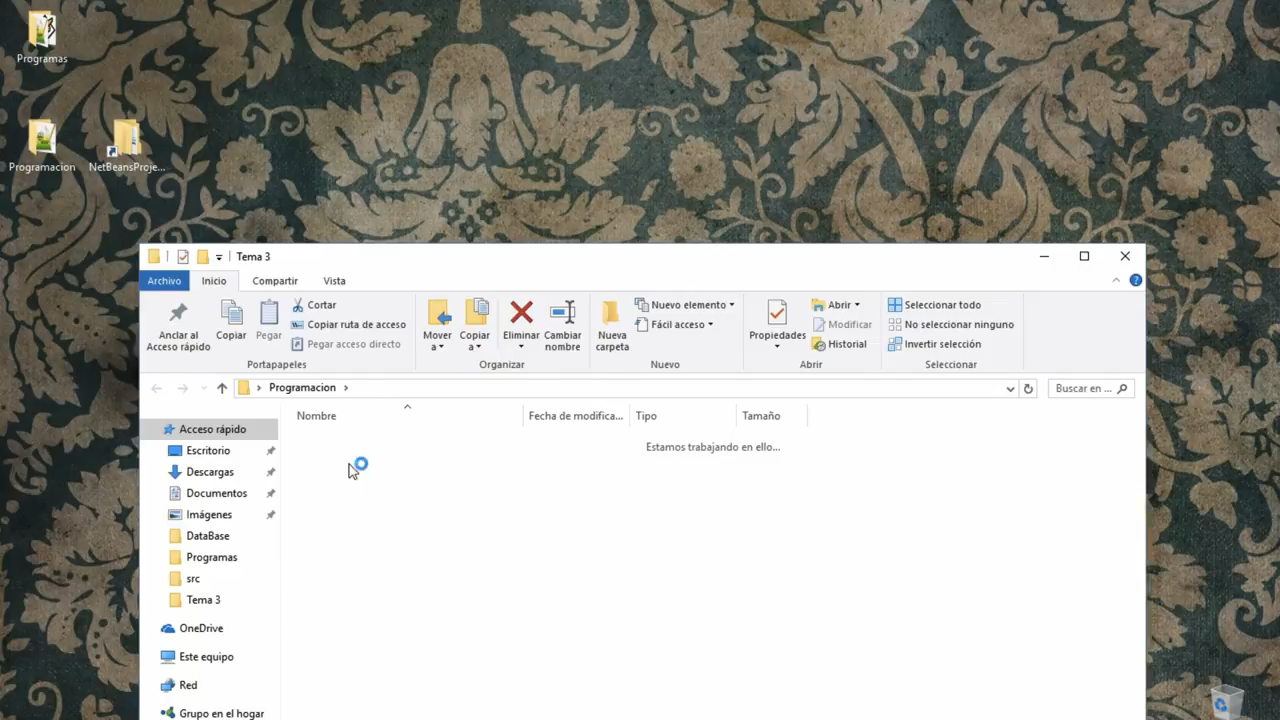 Programas
Programacion
NetBeansProje...
Tema 3
Archivo
Inicio
Compartir
Vista
Anclar al
Acceso rápido
Copiar
Pegar
Cortar
Copiar ruta de acceso
Pegar acceso directo
Portapapeles
Mover
a
Copiar
a
Eliminar
Cambiar
nombre
Organizar
Nueva
carpeta
Nuevo elemento
Fácil acceso
Nuevo
Propiedades
Abrir
Modificar
Historial
Abrir
Seleccionar todo
No seleccionar ninguno
Invertir selección
Seleccionar
Programacion
Buscar en ...
Nombre
Fecha de modifica...
Tipo
Tamaño
Estamos trabajando en ello...
Acceso rápido
Escritorio
Descargas
Documentos
Imágenes
DataBase
Programas
src
Tema 3
OneDrive
Este equipo
Red
Grupo en el hogar